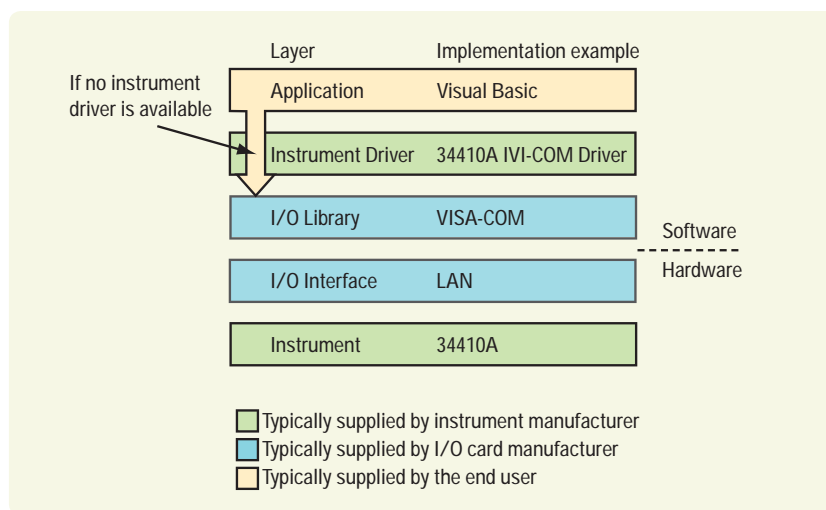 Layer Implementation example
If no instrument
driver is available
Application Visual Basic
Instrument Driver 34410A IVI-COM Driver
I/O Library VISA-COM
Software
Hardware
I/O Interface LAN
Instrument 34410A
Typically supplied by instrument manufacturer
Typically supplied by I/O card manufacturer
Typically supplied by the end user